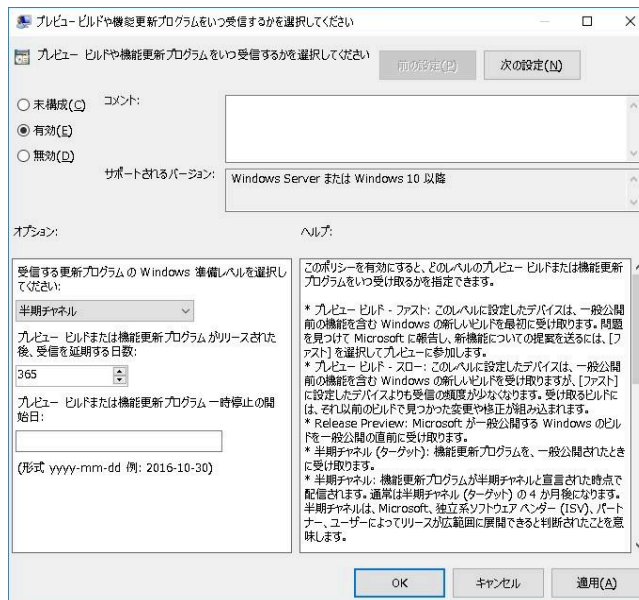 プレビュー ビルドや機能更新プログラムをいつ受信するかを選択してください
プレビュー ビルドや機能更新プログラムをいつ受信するかを選択してください
前の設定(P)
次の設定(N)
未構成(C)
コメント:
有効(E)
無効(D)
サポートされるバージョン:
Windows Server または Windows 10 以降
オプション:
ヘルプ:
受信する更新プログラムの Windows 準備レベルを選択し
てください:
半期チャネル
プレビュー ビルドまたは機能更新プログラムがリリースされた
後、受信を延期する日数:
365
プレビュー ビルドまたは機能更新プログラム一時停止の開
始日:
(形式 yyyy-mm-dd 例: 2016-10-30)
このポリシーを有効にすると、どのレベルのプレビュー ビルドまたは機能更新
プログラムをいつ受け取るかを指定できます。
* プレビュー ビルド - ファスト: このレベルに設定したデバイスは、一般公開
前の機能を含む Windows の新しいビルドを最初に受け取ります。問題
を見つけて Microsoft に報告し、新機能についての提案を送るには、[フ
ァスト] を選択してプレビューに参加します。
* プレビュー ビルド - スロー: このレベルに設定したデバイスは、一般公開
前の機能を含む Windows の新しいビルドを受け取りますが、[ファスト]
に設定したデバイスよりも受信の頻度が少なくなります。受け取るビルドに
は、それ以前のビルドで見つかった変更や修正が組み込まれます。
* Release Preview: Microsoft が一般公開する Windows のビル
ドを一般公開の直前に受け取ります。
* 半期チャネル (ターゲット): 機能更新プログラムを、一般公開されたとき
に受け取ります。
* 半期チャネル: 機能更新プログラムが半期チャネルと宣言された時点で
配信されます。通常は半期チャネル (ターゲット) の 4 か月後になります。
半期チャネルは、Microsoft、独立系ソフトウェア ベンダー (ISV)、パート
ナー、ユーザーによってリリースが広範囲に展開できると判断されたことを意
味します。
OK
キャンセル
適用(A)